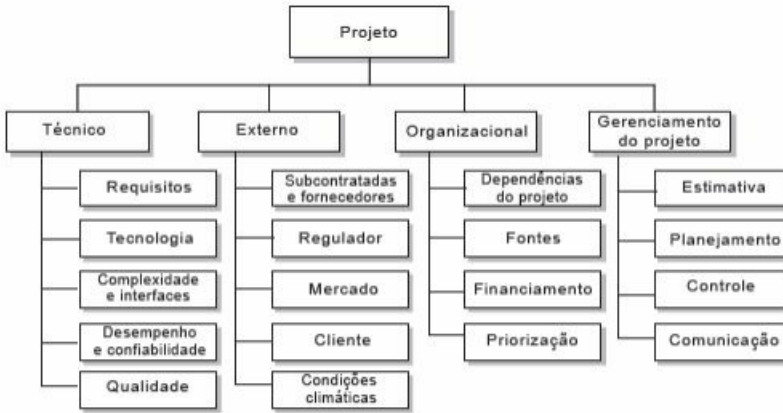 Projeto
Técnico
Externo
Organizacional
Gerenciamento
do projeto
Requisitos
Tecnologia
Complexidade
e interfaces
Desempenho
e confiabilidade
Qualidade
Subcontratadas
e fornecedores
Regulador
Mercado
Cliente
Condições
climáticas
Dependências
do projeto
Fontes
Financiamento
Priorização
Estimativa
Planejamento
Controle
Comunicação